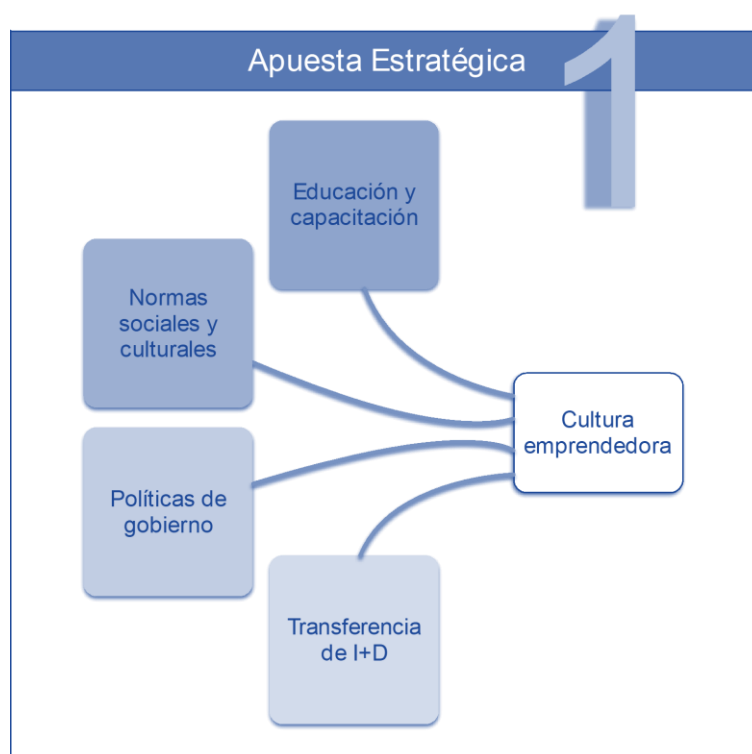 Apuesta Estratégica
1
Educación y
capacitación
Normas
sociales y
culturales
Cultura
emprendedora
Políticas de
gobierno
Transferencia
de I+D